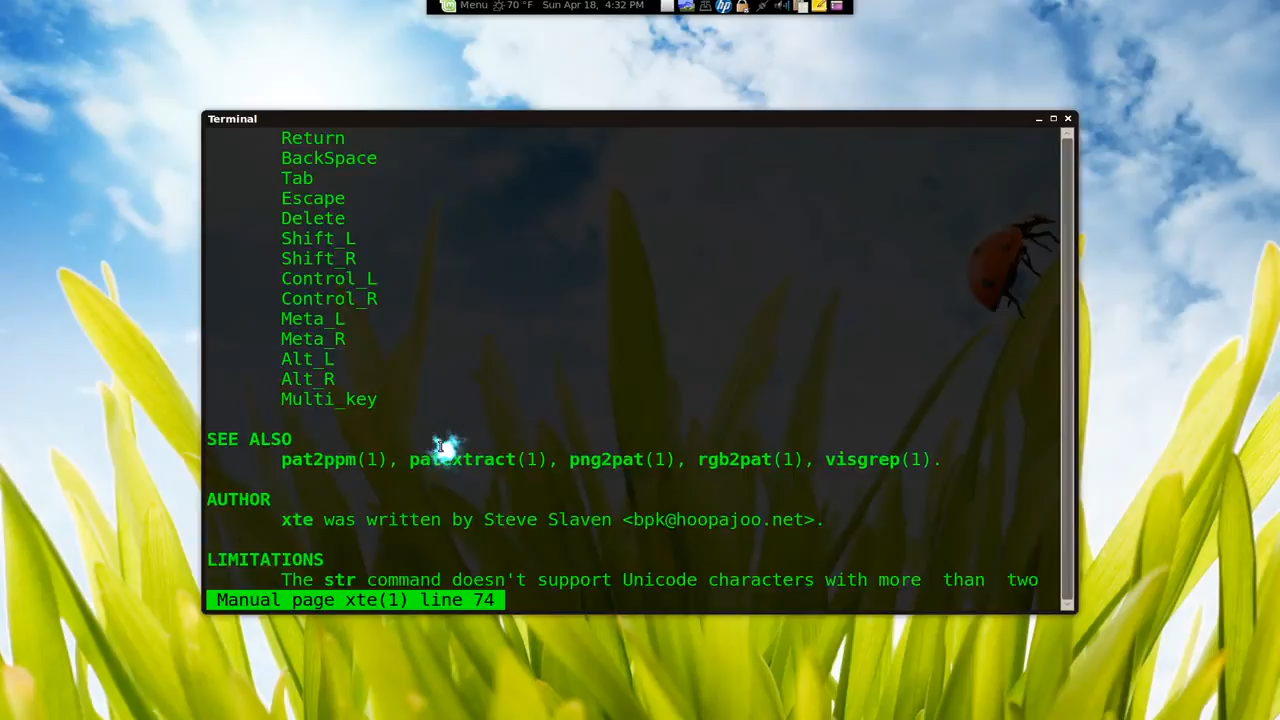 Menu 70 °F Sun Apr 18, 4:32 PM hp
Terminal
Return
BackSpace
Tab
Escape
Delete
Shift_L
Shift_R
Control_L
Control_R
Meta_L
Meta_R
Alt_L
Alt_R
Multi_key
SEE ALSO
pat2ppm(1), patextract(1), png2pat(1), rgb2pat(1), visgrep(1).
AUTHOR
xte was written by Steve Slaven <bpk@hoopajoo.net>.
LIMITATIONS
The str command doesn't support Unicode characters with more than two
Manual page xte(1) line 74